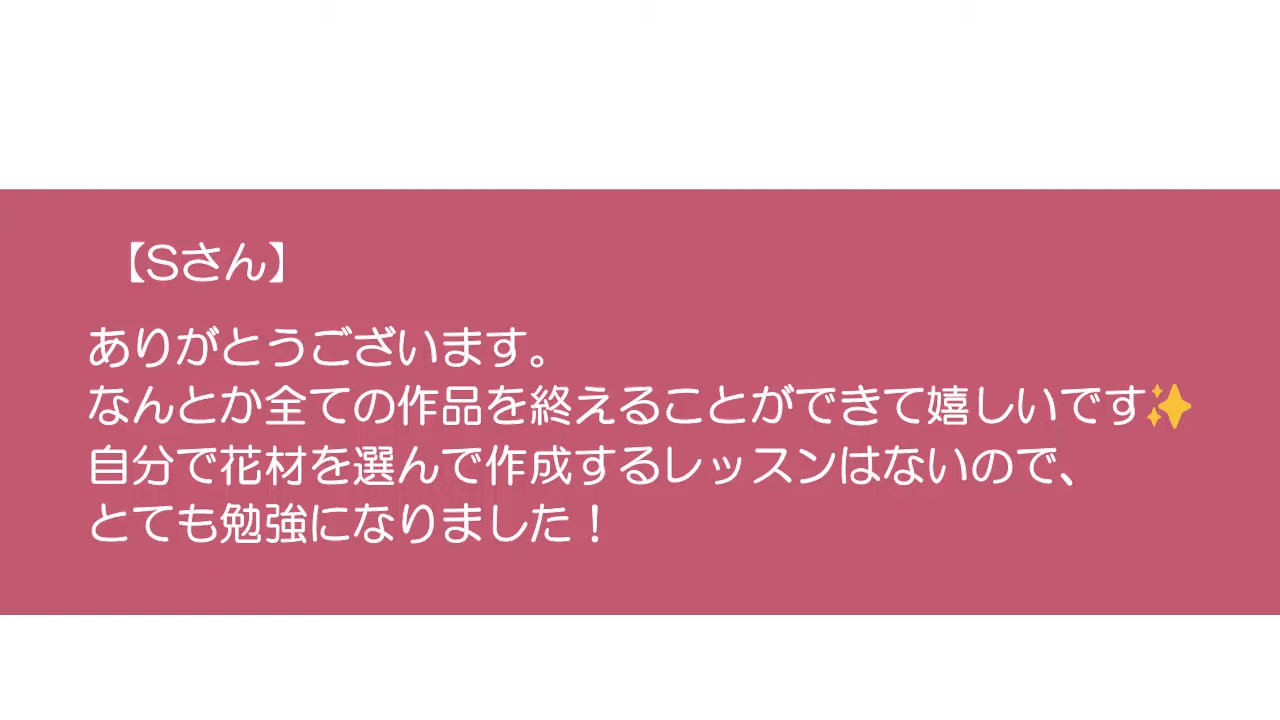 【Sさん】
ありがとうございます。
なんとか全ての作品を終えることができて嬉しいです✨
自分で花材を選んで作成するレッスンはないので、
とても勉強になりました！